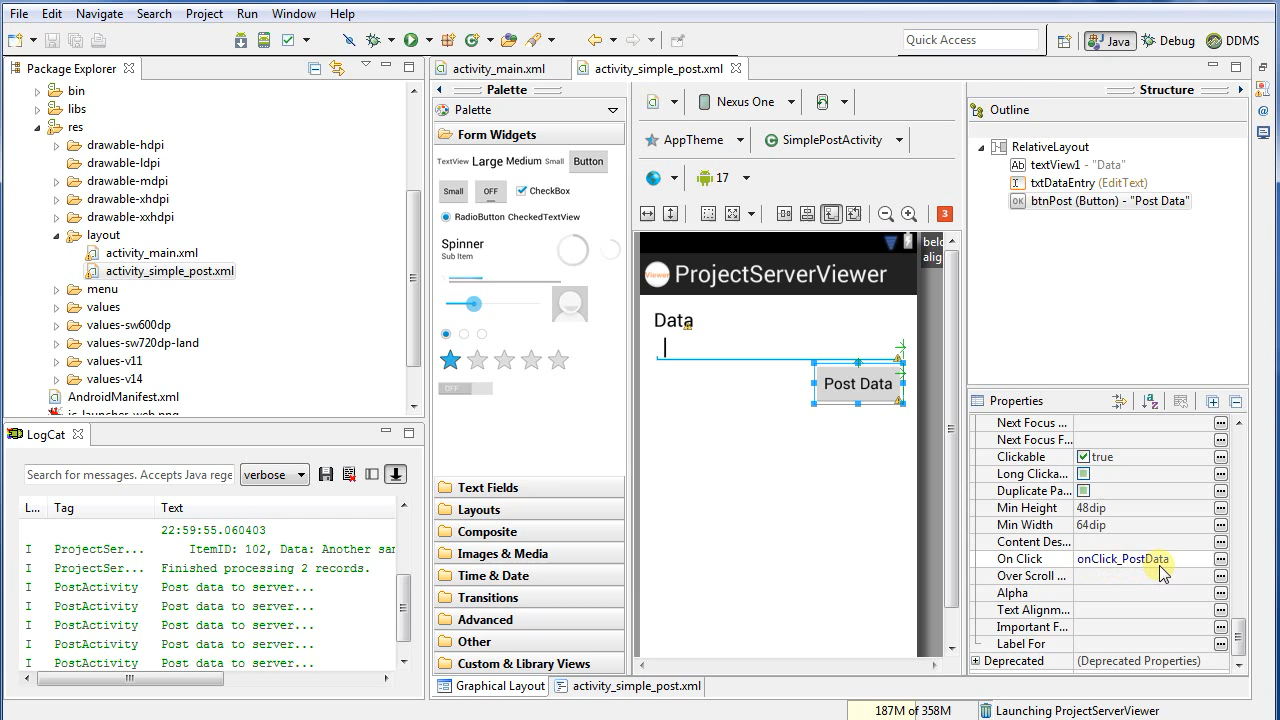 File Edit Navigate Search Project Run Window Help
Quick Access
Java
Debug
DDMS
Package Explorer
bin
libs
res
drawable-hdpi
drawable-ldpi
drawable-mdpi
drawable-xhdpi
drawable-xxhdpi
layout
activity_main.xml
activity_simple_post.xml
menu
values
values-sw600dp
values-sw720dp-land
values-v11
values-v14
AndroidManifest.xml
ic_launcher-web.png
LogCat
Search for messages. Accepts Java rege
verbose
L... Tag Text
22:59:55.060403
I ProjectSer... ItemID: 102, Data: Another sar
I ProjectSer... Finished processing 2 records.
I PostActivity Post data to server...
I PostActivity Post data to server...
I PostActivity Post data to server...
I PostActivity Post data to server...
I PostActivity Post data to server...
activity_main.xml
activity_simple_post.xml
Palette
Palette
Form Widgets
TextView Large Medium Small Button
Small OFF CheckBox
RadioButton CheckedTextView
Spinner
Sub Item
OFF
Text Fields
Layouts
Composite
Images & Media
Time & Date
Transitions
Advanced
Other
Custom & Library Views
Graphical Layout
activity_simple_post.xml
Nexus One
AppTheme
SimplePostActivity
17
3
Viewer
ProjectServerViewer
Data
Post Data
belo
alig
Structure
Outline
RelativeLayout
textView1 - "Data"
txtDataEntry (EditText)
btnPost (Button) - "Post Data"
Properties
Next Focus ...
Next Focus F...
Clickable true
Long Clicka...
Duplicate Pa...
Min Height 48dip
Min Width 64dip
Content Des...
On Click onClick_PostData
Over Scroll ...
Alpha
Text Alignm...
Important F...
Label For
Deprecated (Deprecated Properties)
187M of 358M
Launching ProjectServerViewer